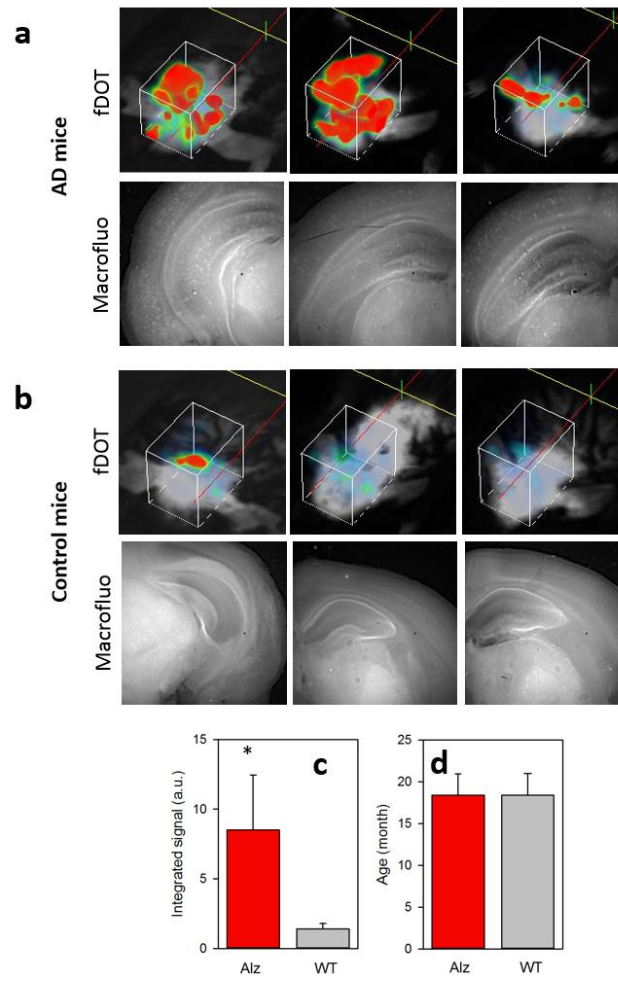 a
fDOT
AD mice
Macrofluo
b
fDOT
Control mice
Macrofluo
15
10
5
0
Integrated signal (a.u.)
*
c
Alz
WT
25
20
15
10
5
0
Age (month)
d
Alz
WT